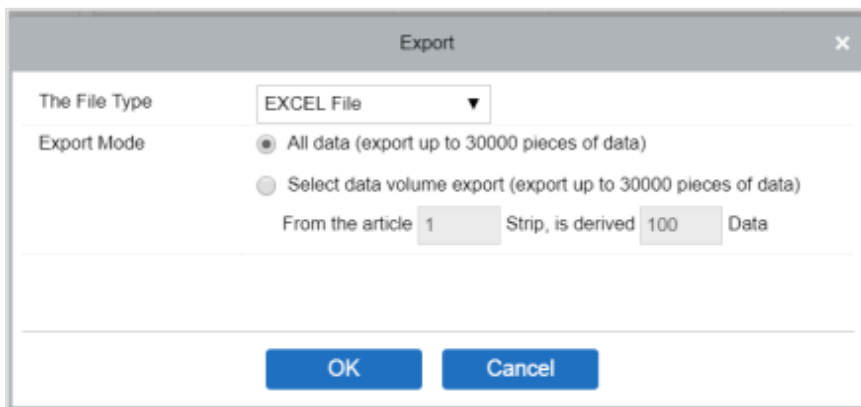 Export ×
The File Type EXCEL File ▼
Export Mode All data (export up to 30000 pieces of data)
Select data volume export (export up to 30000 pieces of data)
From the article 1 Strip, is derived 100 Data
OK Cancel